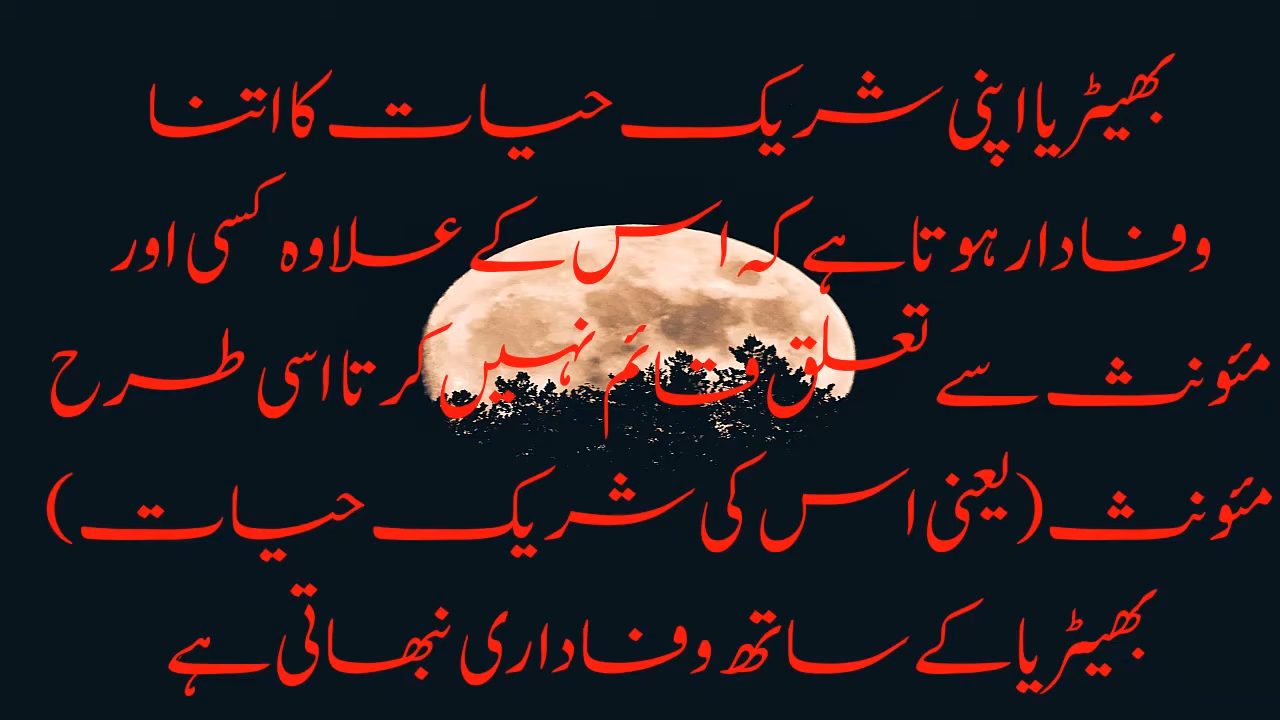 بھیڑیا اپنی شریک حیات کا اتنا
وفادار ہوتا ہے کہ اس کے علاوہ کسی اور
مئونث سے تعلق قائم نہیں کرتا اسی طرح
مئونث (یعنی اس کی شریک حیات)
بھیڑیا کے ساتھ وفاداری نبھاتی ہے